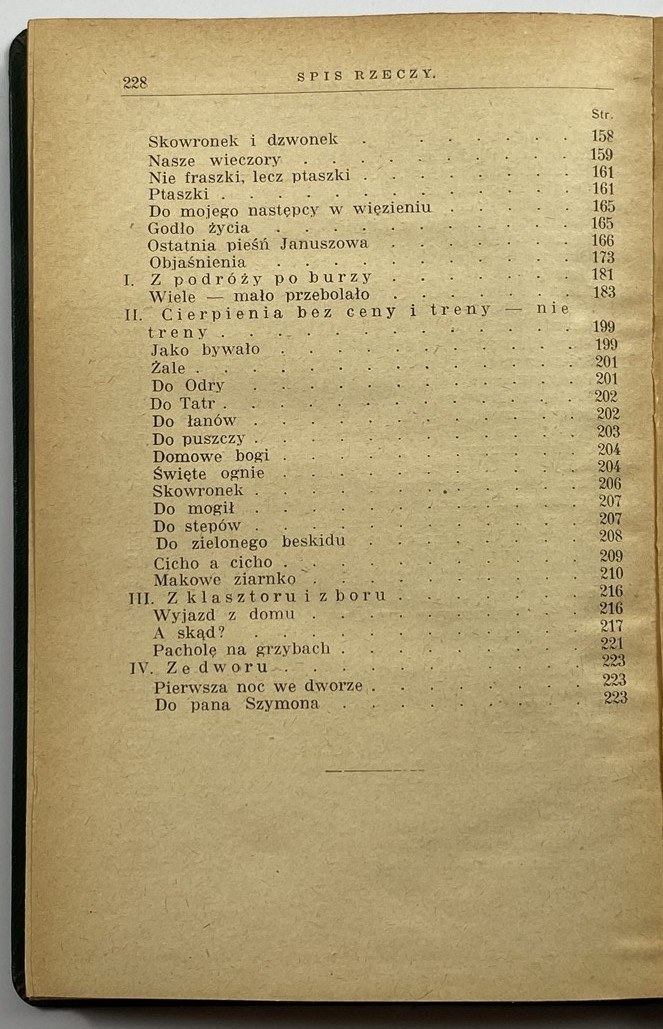 228
SPIS RZECZY.
Str.
Skowronek i dzwonek . . . . . . . 158
Nasze wieczory . . . . . . . . . . 159
Nie fraszki, lecz ptaszki . . . . . . . . 161
Ptaszki . . . . . . . . . . . . . 161
Do mojego następcy w więzieniu . . . . . 165
Godło życia . . . . . . . . . . . 165
Ostatnia pieśń Januszowa . . . . . . . 166
Objaśnienia . . . . . . . . . . . 173
I. Z podróży po burzy . . . . . . . 181
Wiele — mało przebolało . . . . . . . 183
II. Cierpienia bez ceny i treny — nie
treny . . . . . . . . . . . . . 199
Jako bywało . . . . . . . . . . . 199
Żale . . . . . . . . . . . . . . 201
Do Odry . . . . . . . . . . . . 201
Do Tatr . . . . . . . . . . . . . 202
Do łanów . . . . . . . . . . . . 202
Do puszczy . . . . . . . . . . . . 203
Domowe bogi . . . . . . . . . . . 204
Święte ognie . . . . . . . . . . . 204
Skowronek . . . . . . . . . . . . 206
Do mogił . . . . . . . . . . . . 207
Do stepów . . . . . . . . . . . . 207
Do zielonego beskidu . . . . . . . . 208
Cicho a cicho . . . . . . . . . . . 209
Makowe ziarnko . . . . . . . . . . 210
III. Z klasztoru i z boru . . . . . . . 216
Wyjazd z domu . . . . . . . . . . 216
A skąd? . . . . . . . . . . . . 217
Pacholę na grzybach . . . . . . . . . 221
IV. Ze dworu . . . . . . . . . . . 223
Pierwsza noc we dworze . . . . . . . . 223
Do pana Szymona . . . . . . . . . 223